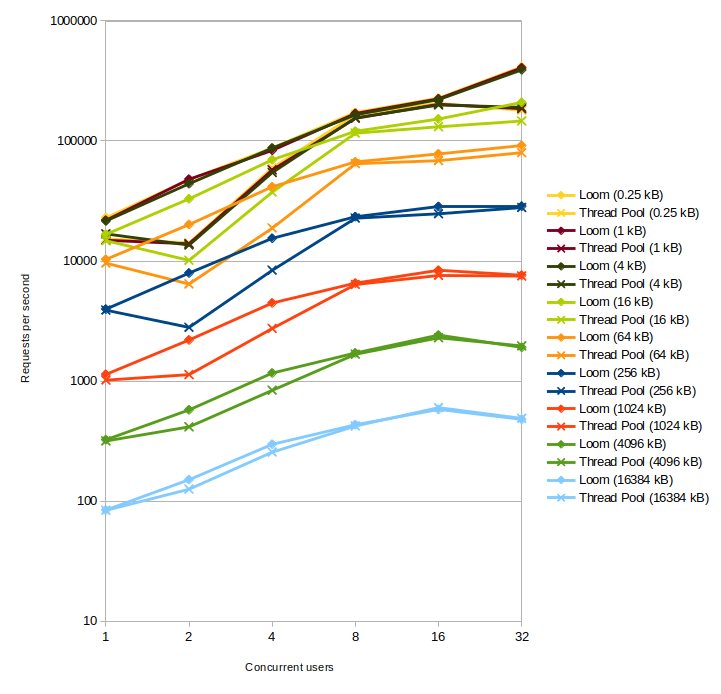 1000000
100000
10000
1000
100
10
Requests per second
1 2 4 8 16 32
Concurrent users
Loom (0.25 kB)
Thread Pool (0.25 kB)
Loom (1 kB)
Thread Pool (1 kB)
Loom (4 kB)
Thread Pool (4 kB)
Loom (16 kB)
Thread Pool (16 kB)
Loom (64 kB)
Thread Pool (64 kB)
Loom (256 kB)
Thread Pool (256 kB)
Loom (1024 kB)
Thread Pool (1024 kB)
Loom (4096 kB)
Thread Pool (4096 kB)
Loom (16384 kB)
Thread Pool (16384 kB)